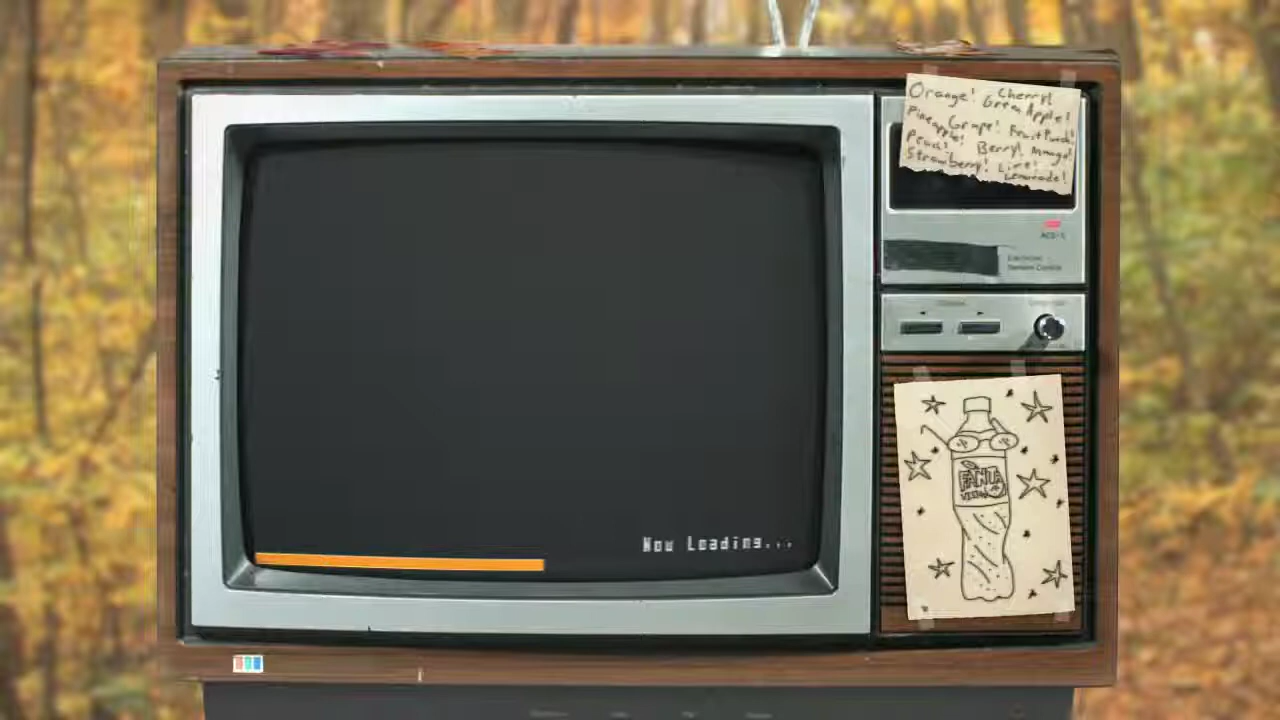 Orange! Cherry!
Green Apple!
Pineapple! Grape! Fruit Punch!
Peach! Berry! Mango!
Strawberry! Lime!
Lemonade!
FANTA
Now Loading...